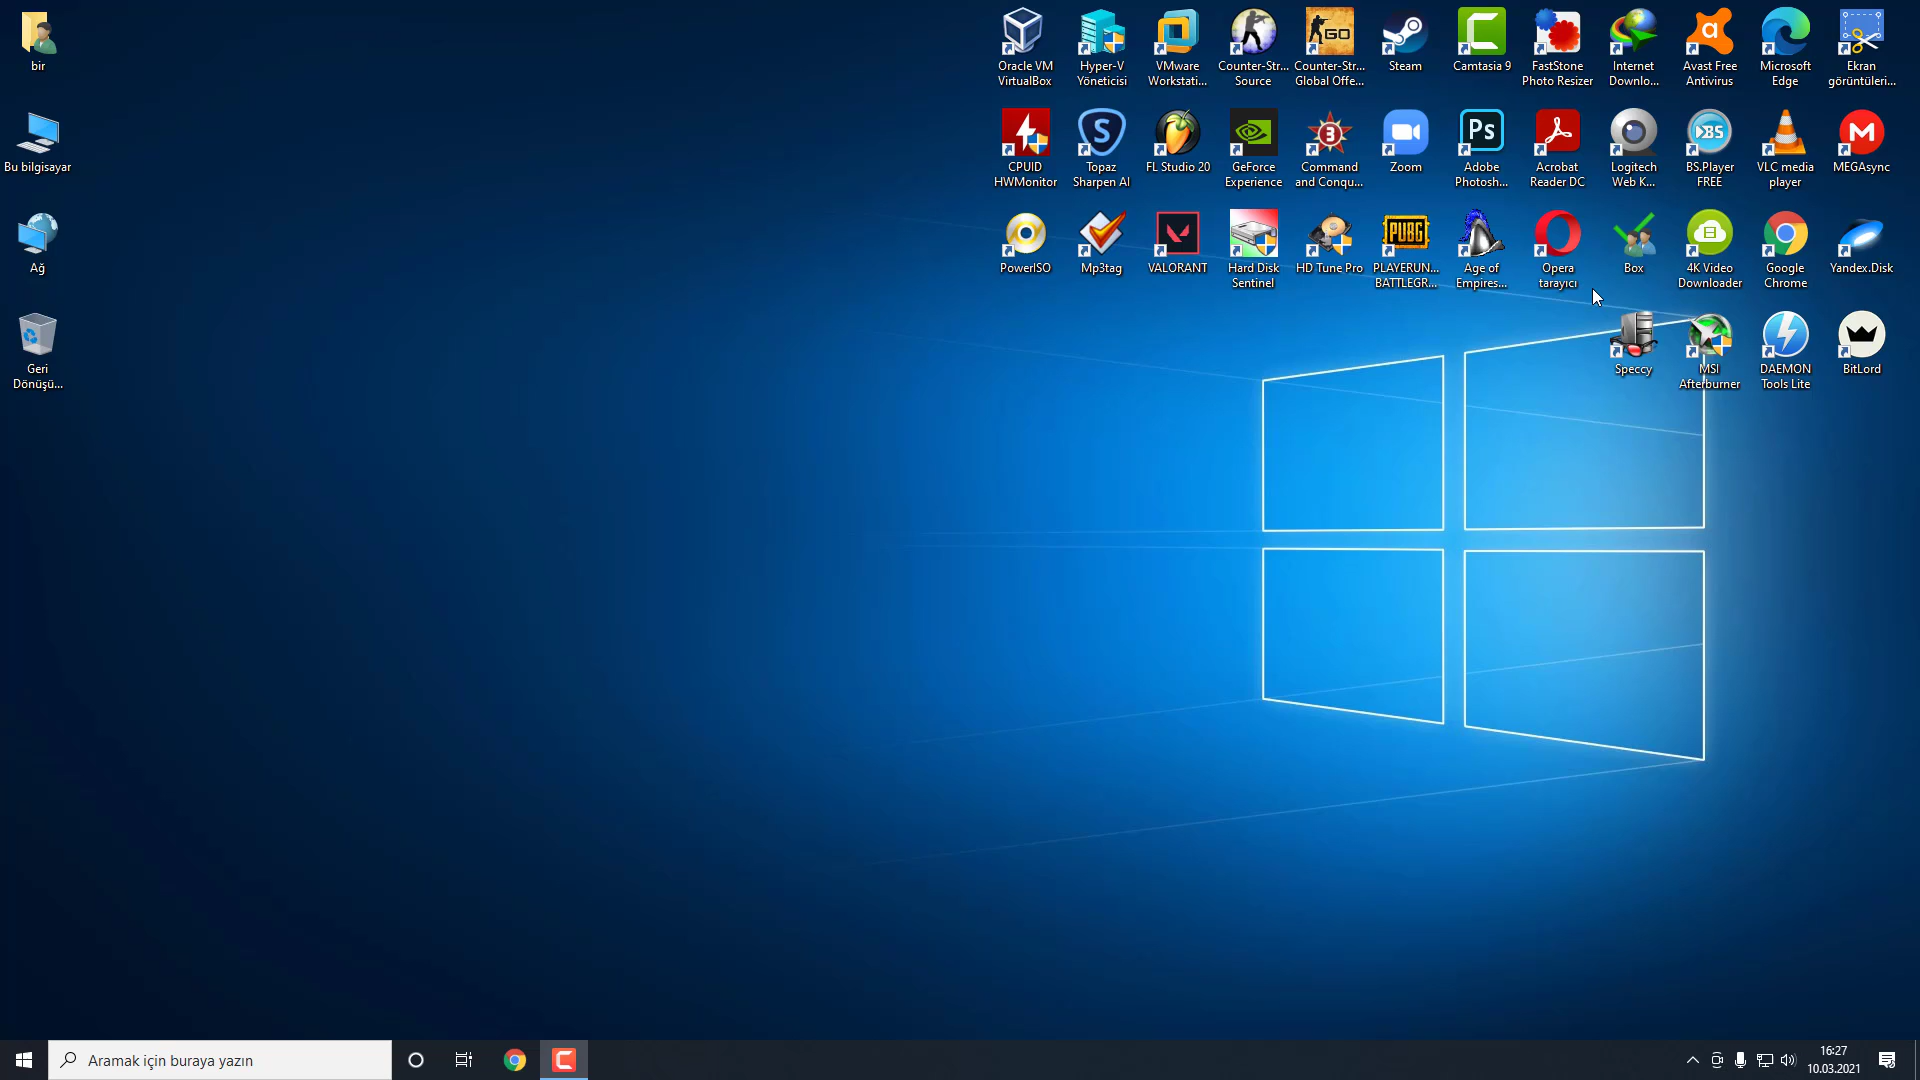 bir
Bu bilgisayar
Ağ
Geri
Dönüşü...
Oracle VM
VirtualBox
Hyper-V
Yöneticisi
VMware
Workstati...
Counter-Str...
Source
GO
Counter-Str...
Global Offe...
Steam
Camtasia 9
FastStone
Photo Resizer
Internet
Downlo...
Avast Free
Antivirus
Microsoft
Edge
Ekran
görüntüleri...
CPUID
HWMonitor
Topaz
Sharpen AI
FL Studio 20
GeForce
Experience
3
Command
and Conqu...
Zoom
Ps
Adobe
Photosh...
Acrobat
Reader DC
Logitech
Web K...
BS
BS.Player
FREE
VLC media
player
MEGAsync
PowerISO
Mp3tag
VALORANT
Hard Disk
Sentinel
HD Tune Pro
PUBG
PLAYERUN...
BATTLEGR...
Age of
Empires...
Opera
tarayıcı
Box
4K Video
Downloader
Google
Chrome
Yandex.Disk
Speccy
MSI
Afterburner
DAEMON
Tools Lite
BitLord
Aramak için buraya yazın
16:27
10.03.2021